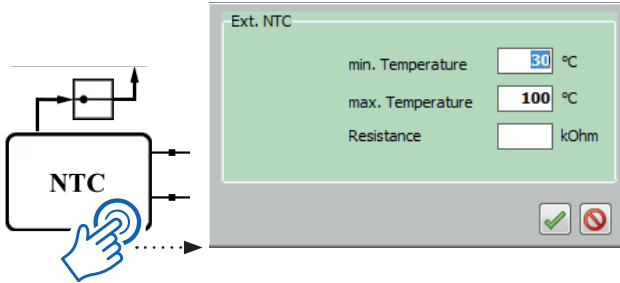 Ext. NTC
min. Temperature 30 °C
max. Temperature 100 °C
Resistance kOhm
NTC